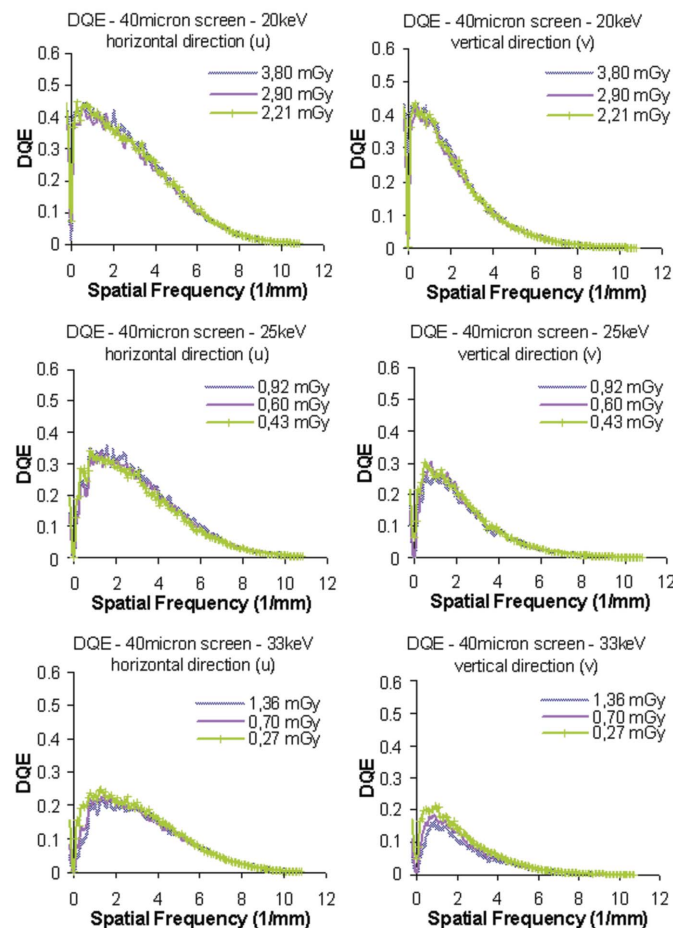 DQE - 40micron screen - 20keV
horizontal direction (u)
3,80 mGy
2,90 mGy
2,21 mGy
0.6
0.5
0.4
0.3
0.2
0.1
0
DQE
0 2 4 6 8 10 12
Spatial Frequency (1/mm)
DQE - 40micron screen - 20keV
vertical direction (v)
3,80 mGy
2,90 mGy
2,21 mGy
0.6
0.5
0.4
0.3
0.2
0.1
0
DQE
0 2 4 6 8 10 12
Spatial Frequency (1/mm)
DQE - 40micron screen - 25keV
horizontal direction (u)
0,92 mGy
0,60 mGy
0,43 mGy
0.6
0.5
0.4
0.3
0.2
0.1
0
DQE
0 2 4 6 8 10 12
Spatial Frequency (1/mm)
DQE - 40micron screen - 25keV
vertical direction (v)
0,92 mGy
0,60 mGy
0,43 mGy
0.6
0.5
0.4
0.3
0.2
0.1
0
DQE
0 2 4 6 8 10 12
Spatial Frequency (1/mm)
DQE - 40micron screen - 33keV
horizontal direction (u)
1,36 mGy
0,70 mGy
0,27 mGy
0.6
0.5
0.4
0.3
0.2
0.1
0
DQE
0 2 4 6 8 10 12
Spatial Frequency (1/mm)
DQE - 40micron screen - 33keV
vertical direction (v)
1,36 mGy
0,70 mGy
0,27 mGy
0.6
0.5
0.4
0.3
0.2
0.1
0
DQE
0 2 4 6 8 10 12
Spatial Frequency (1/mm)